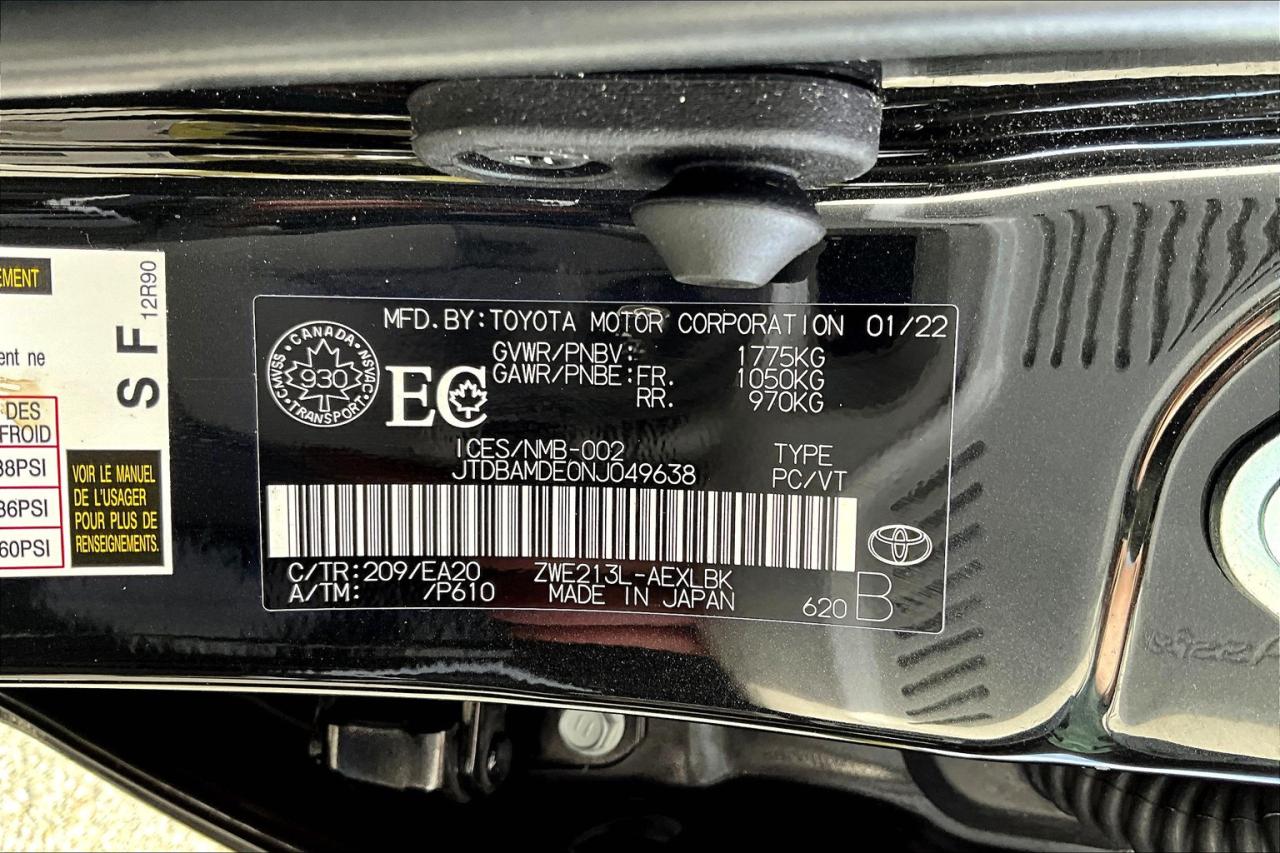 EMENT
12R90
S F
ent ne
DES
FROID
38PSI
36PSI
60PSI
VOIR LE MANUEL
DE L'USAGER
POUR PLUS DE
RENSEIGNEMENTS.
MFD.BY:TOYOTA MOTOR CORPORATION 01/22
CANADA
CMVSS NSVAC
930
TRANSPORT
EC
GVWR/PNBV: 1775KG
GAWR/PNBE:FR. 1050KG
RR. 970KG
ICES/NMB-002 TYPE
JTDBAMDE0NJ049638 PC/VT
C/TR:209/EA20 ZWE213L-AEXLBK
A/TM: /P610 MADE IN JAPAN 620 B